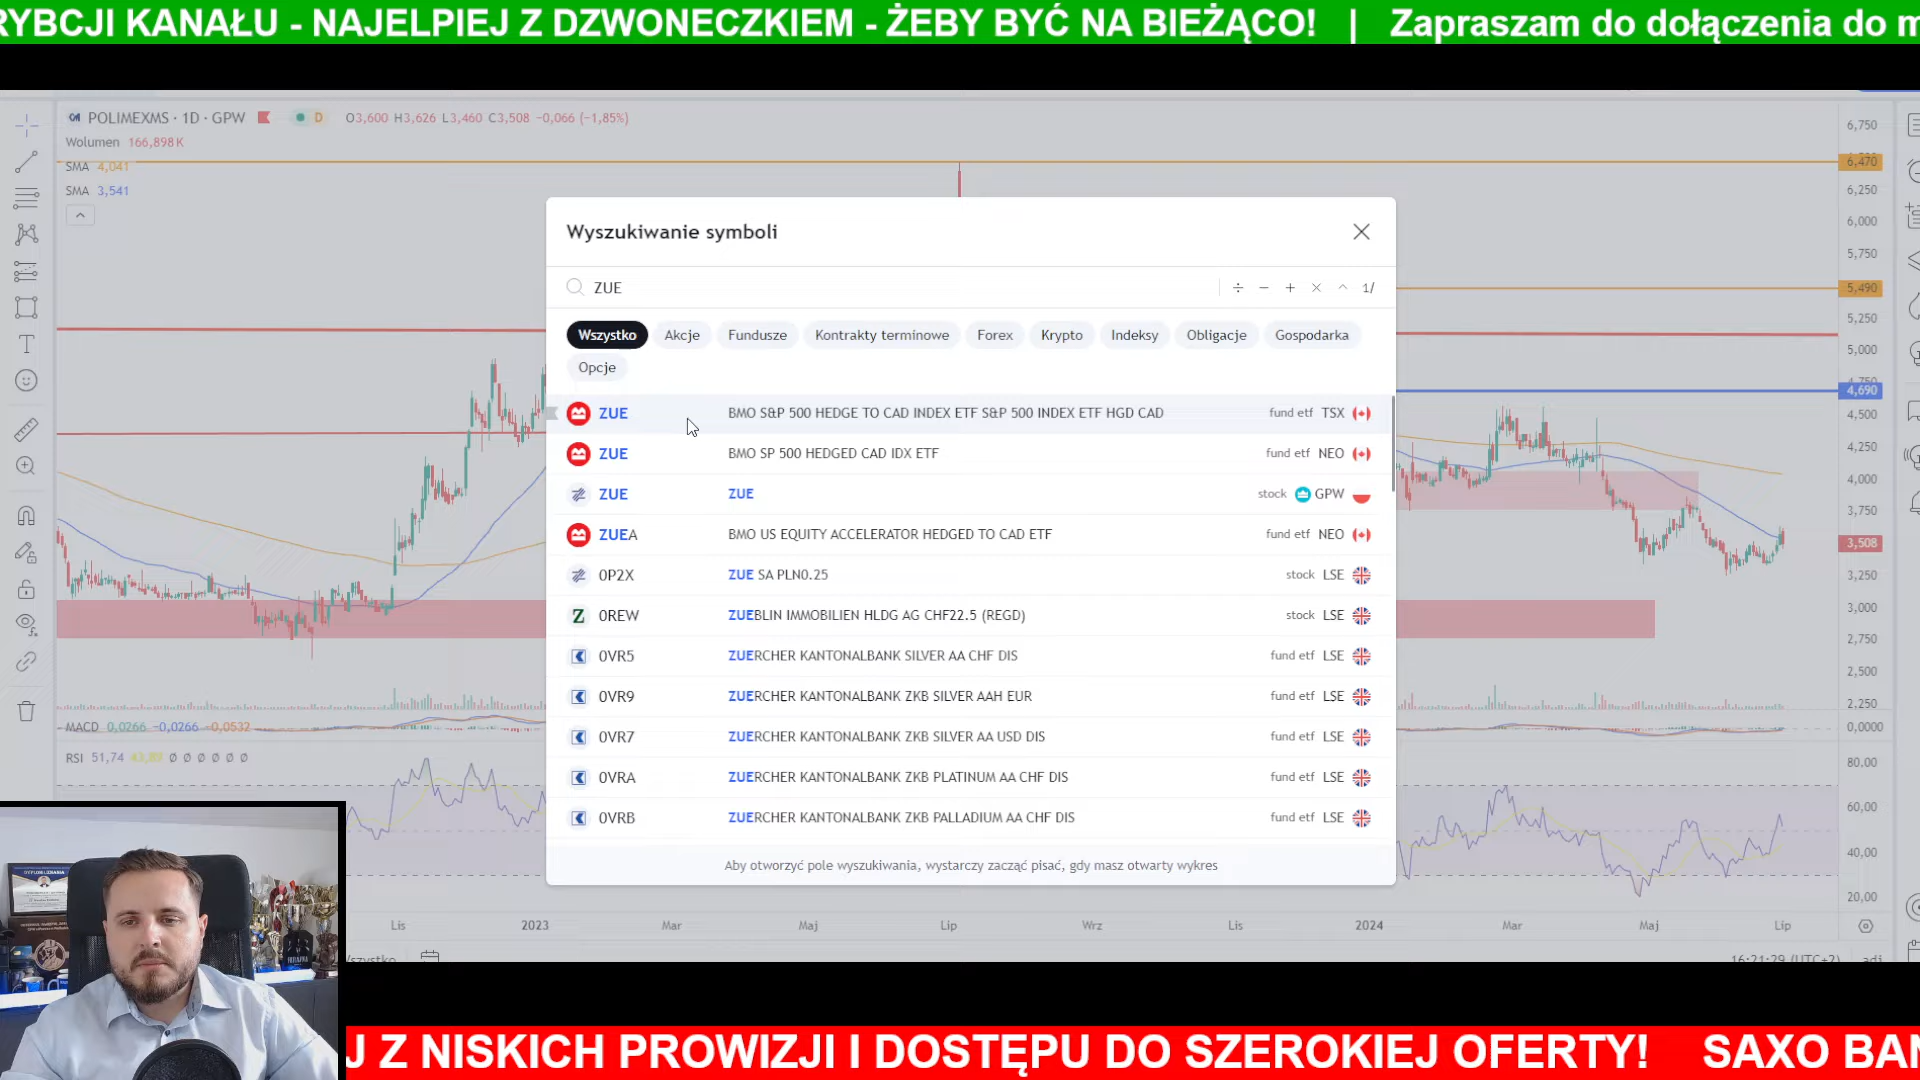 RYBCJI KANAŁU - NAJELPIEJ Z DZWONECZKIEM - ŻEBY BYĆ NA BIEŻĄCO! | Zapraszam do dołączenia do m
POLIMEXMS · 1D · GPW D O3,600 H3,626 L3,460 C3,508 −0,066 (−1,85%)
Wolumen 166,898 K
SMA 4,041
SMA 3,541
Wyszukiwanie symboli
ZUE 1/
Wszystko Akcje Fundusze Kontrakty terminowe Forex Krypto Indeksy Obligacje Gospodarka
Opcje
ZUE BMO S&P 500 HEDGE TO CAD INDEX ETF S&P 500 INDEX ETF HGD CAD fund etf TSX
ZUE BMO SP 500 HEDGED CAD IDX ETF fund etf NEO
ZUE ZUE stock GPW
ZUEA BMO US EQUITY ACCELERATOR HEDGED TO CAD ETF fund etf NEO
0P2X ZUE SA PLN0.25 stock LSE
0REW ZUEBLIN IMMOBILIEN HLDG AG CHF22.5 (REGD) stock LSE
0VR5 ZUERCHER KANTONALBANK SILVER AA CHF DIS fund etf LSE
0VR9 ZUERCHER KANTONALBANK ZKB SILVER AAH EUR fund etf LSE
0VR7 ZUERCHER KANTONALBANK ZKB SILVER AA USD DIS fund etf LSE
0VRA ZUERCHER KANTONALBANK ZKB PLATINUM AA CHF DIS fund etf LSE
0VRB ZUERCHER KANTONALBANK ZKB PALLADIUM AA CHF DIS fund etf LSE
Aby otworzyć pole wyszukiwania, wystarczy zacząć pisać, gdy masz otwarty wykres
6,750
6,470
6,250
6,000
5,750
5,490
5,250
5,000
4,690
4,500
4,250
4,000
3,750
3,508
3,250
3,000
2,750
2,500
2,250
MACD 0,0266 −0,0266 −0,0532 0,0000
RSI 51,74
80,00
60,00
40,00
20,00
Lis 2023 Mar Maj Lip Wrz Lis 2024 Mar Maj Lip
16:21:29 (UTC+2) adj
J Z NISKICH PROWIZJI I DOSTĘPU DO SZEROKIEJ OFERTY! SAXO BAN